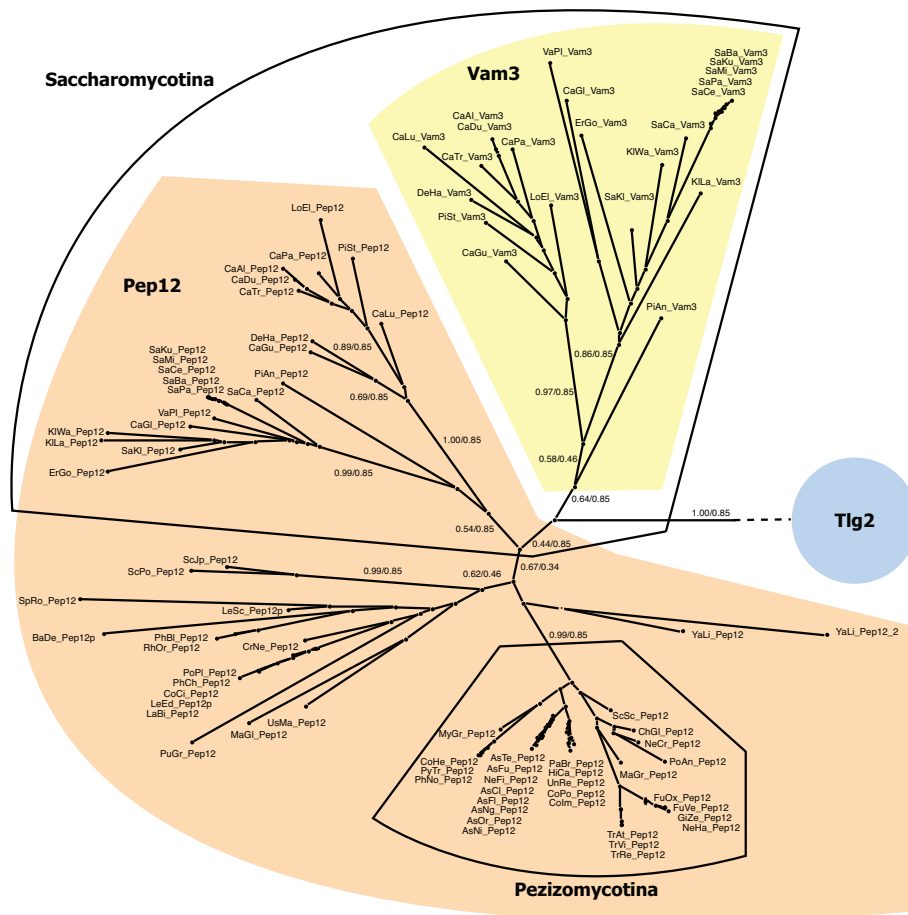 Saccharomycotina
Vam3
VaPl_Vam3
CaGl_Vam3
ErGo_Vam3
SaBa_Vam3
SaKu_Vam3
SaMi_Vam3
SaPa_Vam3
SaCe_Vam3
SaCa_Vam3
KlWa_Vam3
KlLa_Vam3
SaKl_Vam3
CaAl_Vam3
CaDu_Vam3
CaPa_Vam3
CaLu_Vam3
CaTr_Vam3
DeHa_Vam3
LoEl_Vam3
PiSt_Vam3
CaGu_Vam3
PiAn_Vam3
0.86/0.85
0.97/0.85
0.58/0.46
0.64/0.85
Pep12
LoEl_Pep12
CaPa_Pep12
PiSt_Pep12
CaAl_Pep12
CaDu_Pep12
CaTr_Pep12
CaLu_Pep12
0.89/0.85
DeHa_Pep12
CaGu_Pep12
SaKu_Pep12
SaMi_Pep12
SaCe_Pep12
SaBa_Pep12
SaPa_Pep12
PiAn_Pep12
SaCa_Pep12
0.69/0.85
VaPl_Pep12
CaGl_Pep12
KlWa_Pep12
KlLa_Pep12
SaKl_Pep12
ErGo_Pep12
1.00/0.85
0.99/0.85
0.54/0.85
1.00/0.85
Tlg2
0.44/0.85
0.67/0.34
ScJp_Pep12
ScPo_Pep12
0.99/0.85
0.62/0.46
SpRo_Pep12
LeSc_Pep12p
BaDe_Pep12p
PhBl_Pep12
RhOr_Pep12
CrNe_Pep12
PoPl_Pep12
PhCh_Pep12
CoCi_Pep12
LeEd_Pep12p
LaBi_Pep12
UsMa_Pep12
MaGl_Pep12
PuGr_Pep12
YaLi_Pep12
YaLi_Pep12_2
0.99/0.85
ScSc_Pep12
ChGl_Pep12
NeCr_Pep12
PoAn_Pep12
MaGr_Pep12
MyGr_Pep12
CoHe_Pep12
PyTr_Pep12
PhNo_Pep12
AsTe_Pep12
AsFu_Pep12
NeFi_Pep12
AsCl_Pep12
AsFl_Pep12
AsNg_Pep12
AsOr_Pep12
AsNi_Pep12
PaBr_Pep12
HiCa_Pep12
UnRe_Pep12
CoPo_Pep12
CoIm_Pep12
FuOx_Pep12
FuVe_Pep12
GiZe_Pep12
NeHa_Pep12
TrAt_Pep12
TrVi_Pep12
TrRe_Pep12
Pezizomycotina